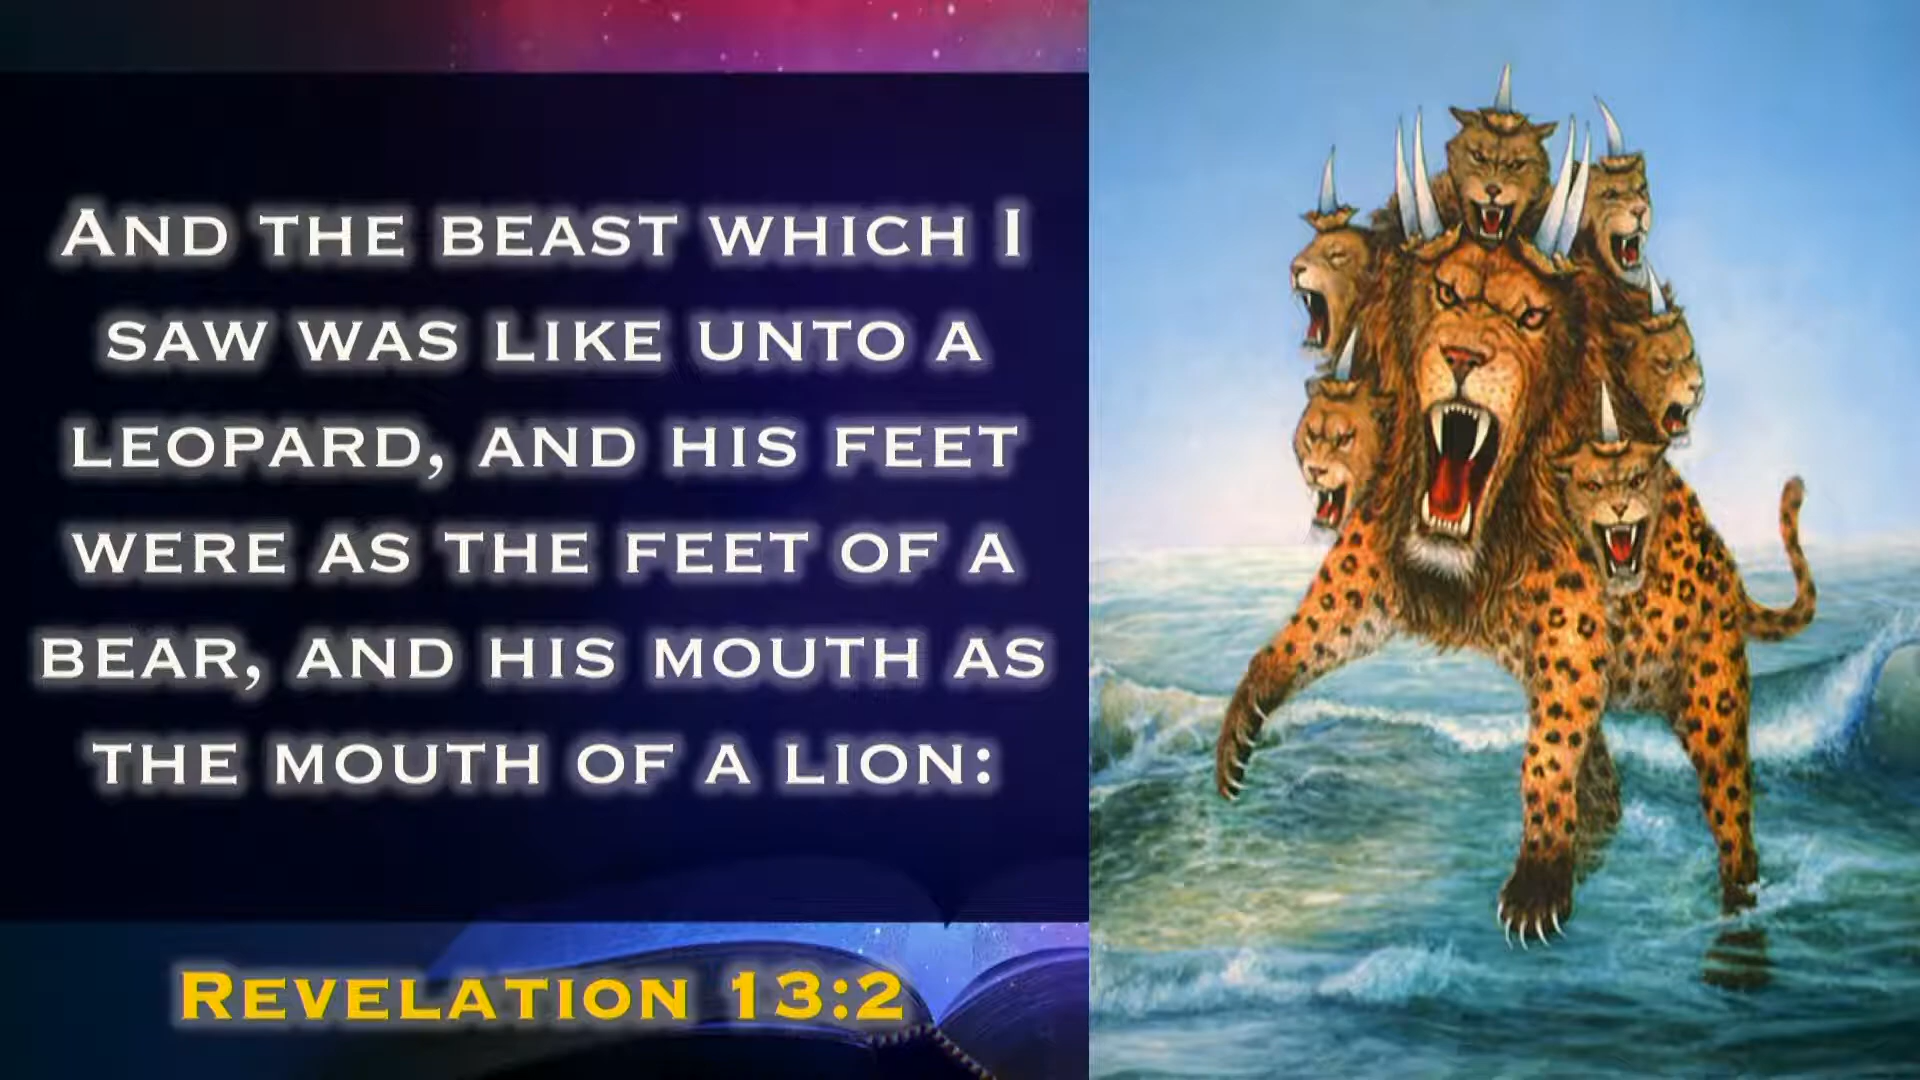 And the beast which I
saw was like unto a
leopard, and his feet
were as the feet of a
bear, and his mouth as
the mouth of a lion:
Revelation 13:2